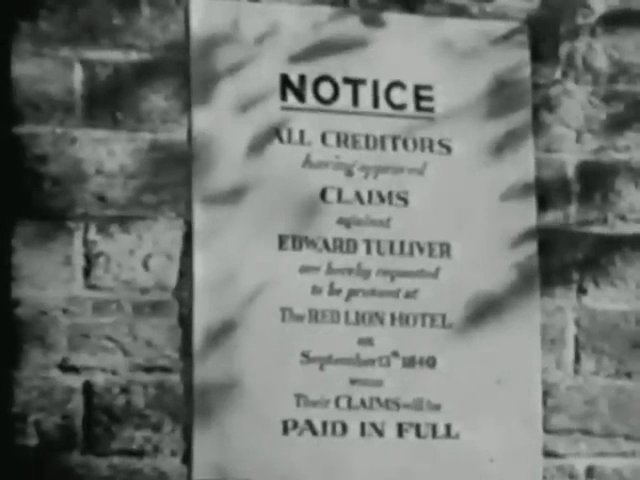 NOTICE
ALL CREDITORS
having approved
CLAIMS
against
EDWARD TULLIVER
are hereby requested
to be present at
The RED LION HOTEL
on
September 13th 1840
when
Their CLAIMS will be
PAID IN FULL